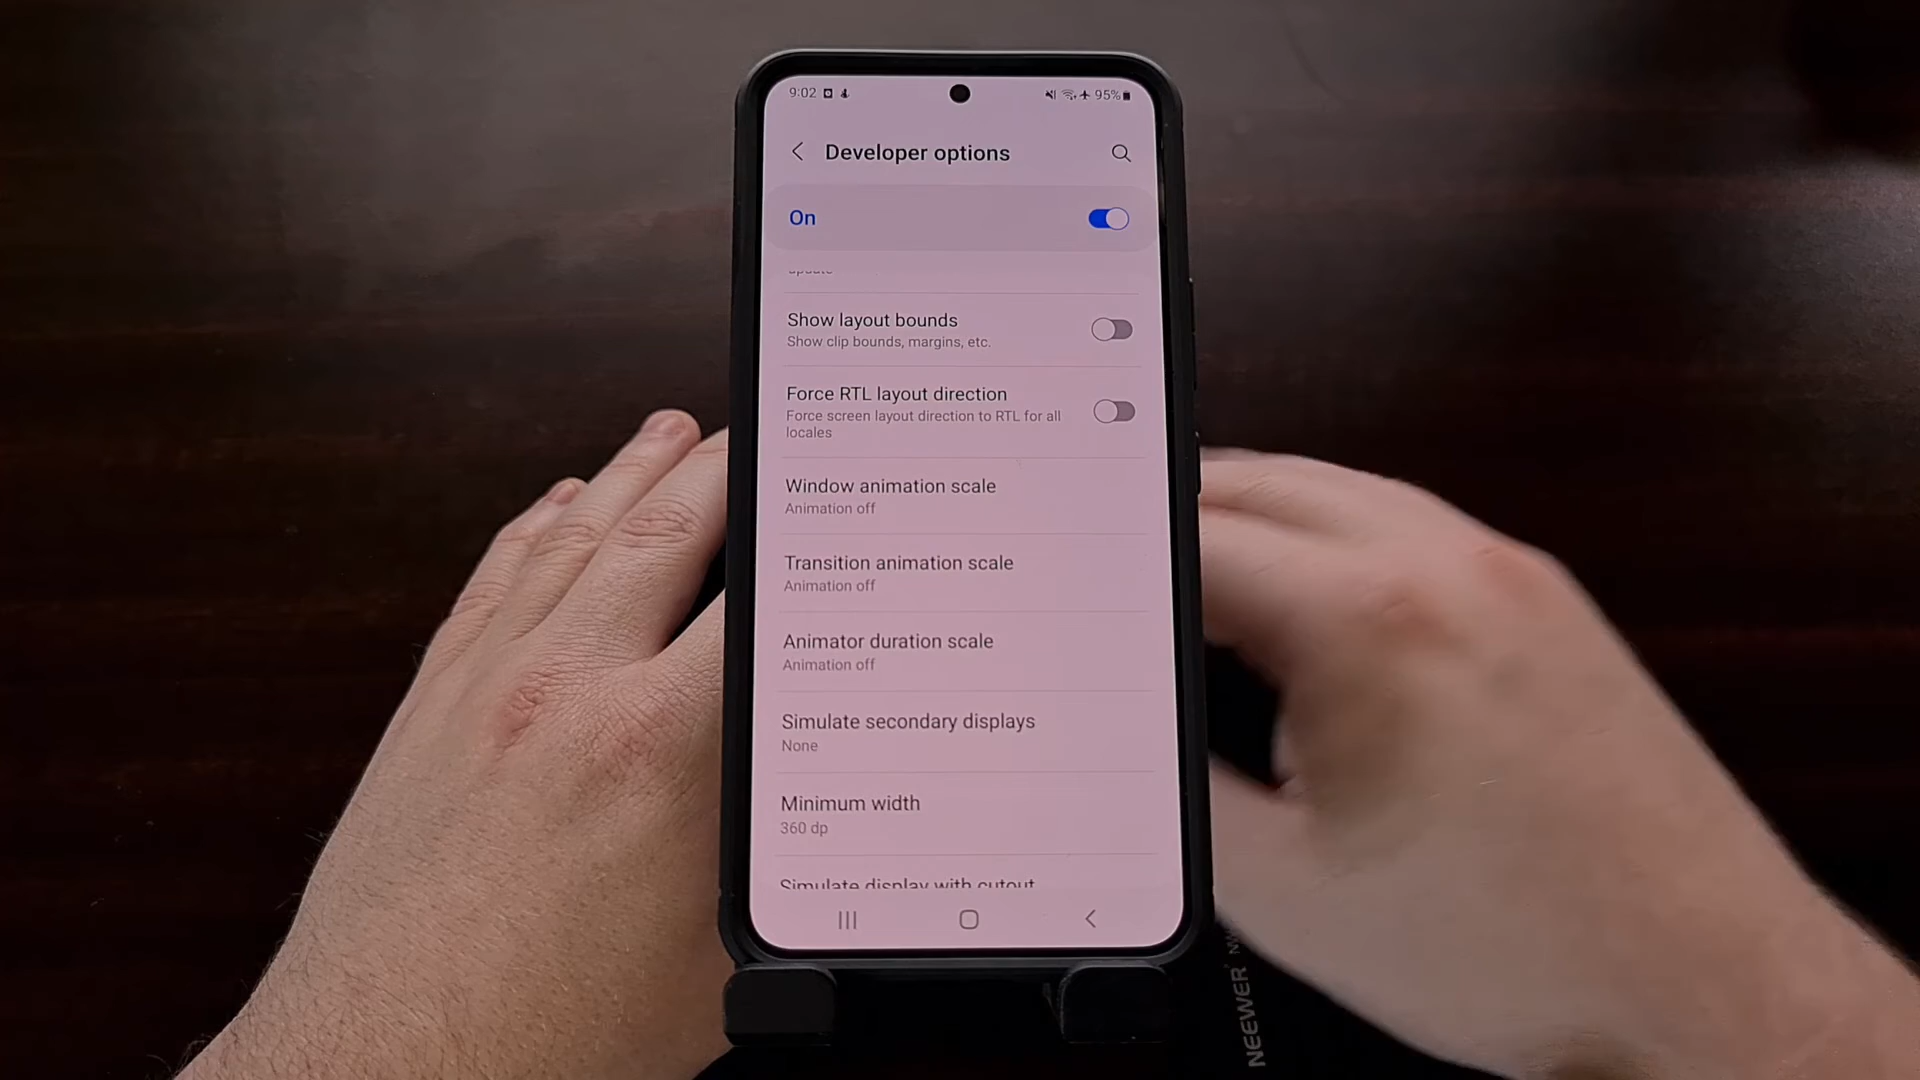 9:02
95%
Developer options
On
update
Show layout bounds
Show clip bounds, margins, etc.
Force RTL layout direction
Force screen layout direction to RTL for all
locales
Window animation scale
Animation off
Transition animation scale
Animation off
Animator duration scale
Animation off
Simulate secondary displays
None
Minimum width
360 dp
Simulate display with cutout
NEEWER